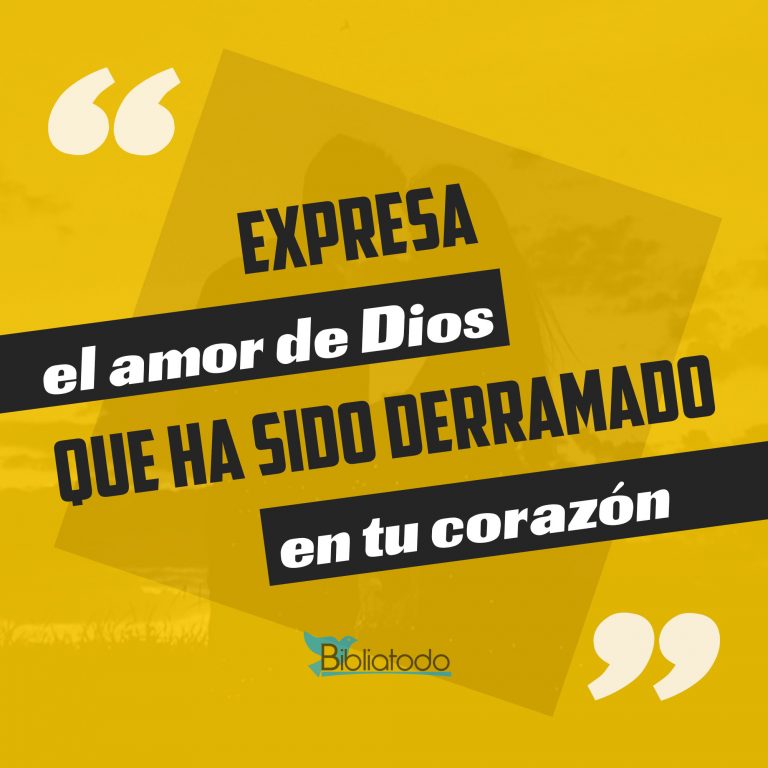 EXPRESA
el amor de Dios
QUE HA SIDO DERRAMADO
en tu corazón
Bibliatodo